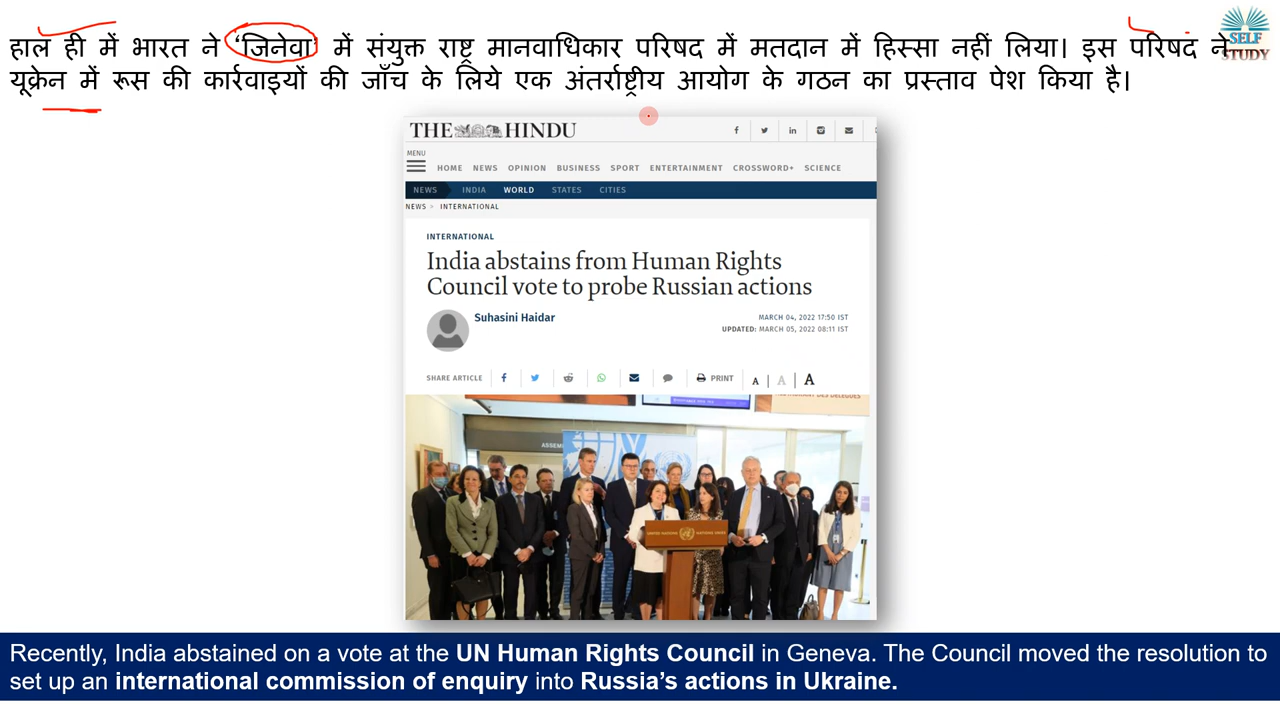 हाल ही में भारत ने ‘जिनेवा’ में संयुक्त राष्ट्र मानवाधिकार परिषद में मतदान में हिस्सा नहीं लिया। इस परिषद ने
यूक्रेन में रूस की कार्रवाइयों की जाँच के लिये एक अंतर्राष्ट्रीय आयोग के गठन का प्रस्ताव पेश किया है।
SELF
STUDY
THE HINDU
MENU
HOME NEWS OPINION BUSINESS SPORT ENTERTAINMENT CROSSWORD+ SCIENCE
NEWS INDIA WORLD STATES CITIES
NEWS > INTERNATIONAL
INTERNATIONAL
India abstains from Human Rights
Council vote to probe Russian actions
Suhasini Haidar
MARCH 04, 2022 17:50 IST
UPDATED: MARCH 05, 2022 08:11 IST
SHARE ARTICLE PRINT A | A | A
ASSEM
UNITED NATIONS NATIONS UNIES
Recently, India abstained on a vote at the UN Human Rights Council in Geneva. The Council moved the resolution to
set up an international commission of enquiry into Russia’s actions in Ukraine.